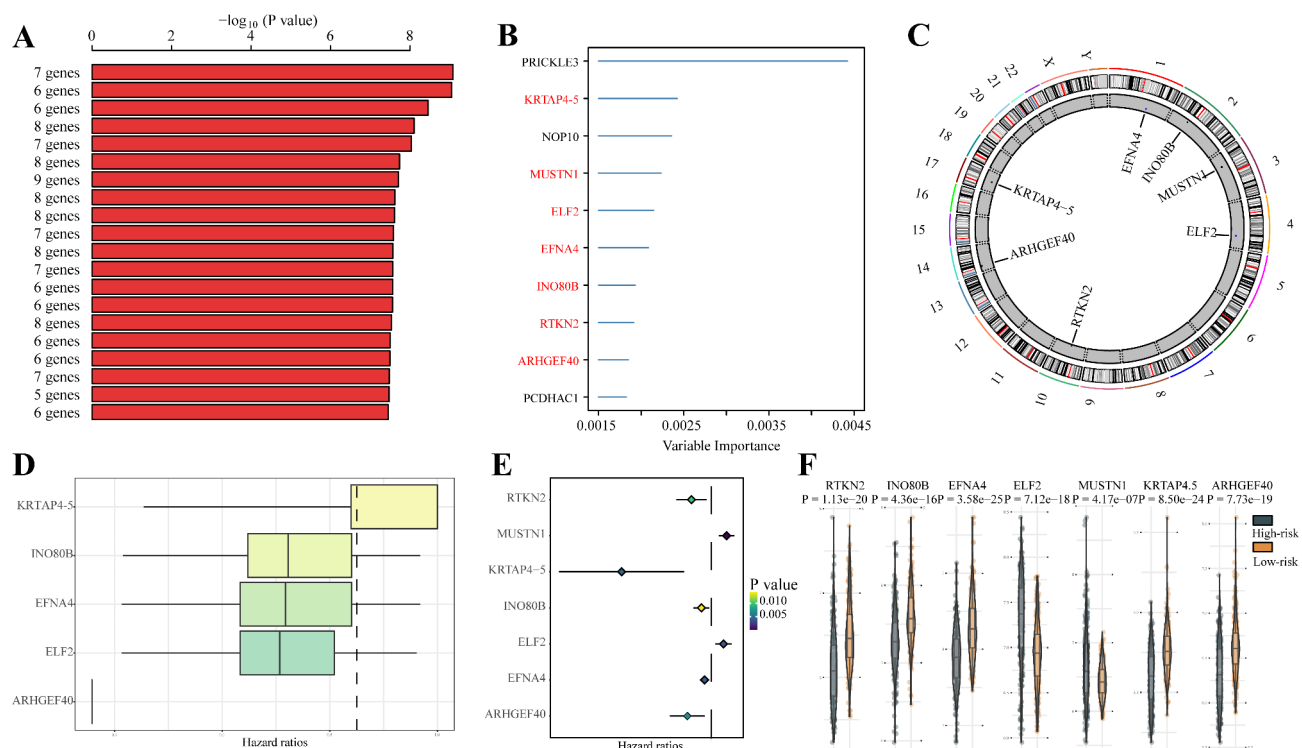 A
−log10 (P value)
0 2 4 6 8
7 genes
6 genes
6 genes
8 genes
7 genes
8 genes
9 genes
8 genes
8 genes
7 genes
8 genes
7 genes
6 genes
6 genes
8 genes
6 genes
6 genes
7 genes
5 genes
6 genes
B
PRICKLE3
KRTAP4-5
NOP10
MUSTN1
ELF2
EFNA4
INO80B
RTKN2
ARHGEF40
PCDHAC1
0.0015 0.0025 0.0035 0.0045
Variable Importance
C
1
2
3
4
5
6
7
8
9
10
11
12
13
14
15
16
17
18
19
20
21
22
X
Y
EFNA4
INO80B
MUSTN1
ELF2
RTKN2
ARHGEF40
KRTAP4−5
D
KRTAP4-5
INO80B
EFNA4
ELF2
ARHGEF40
Hazard ratios
E
RTKN2
MUSTN1
KRTAP4−5
INO80B
ELF2
EFNA4
ARHGEF40
Hazard ratios
P value
0.010
0.005
F
RTKN2 INO80B EFNA4 ELF2 MUSTN1 KRTAP4.5 ARHGEF40
P = 1.13e−20 P = 4.36e−16 P = 3.58e−25 P = 7.12e−18 P = 4.17e−07 P = 8.50e−24 P = 7.73e−19
High-risk
Low-risk